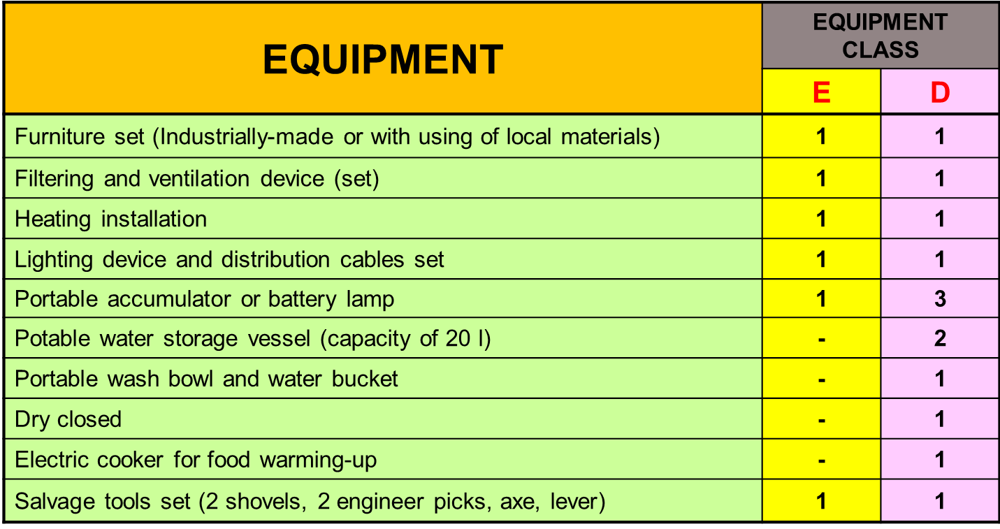 EQUIPMENT
EQUIPMENT
CLASS
E D
Furniture set (Industrially-made or with using of local materials) 1 1
Filtering and ventilation device (set) 1 1
Heating installation 1 1
Lighting device and distribution cables set 1 1
Portable accumulator or battery lamp 1 3
Potable water storage vessel (capacity of 20 l) - 2
Portable wash bowl and water bucket - 1
Dry closed - 1
Electric cooker for food warming-up - 1
Salvage tools set (2 shovels, 2 engineer picks, axe, lever) 1 1